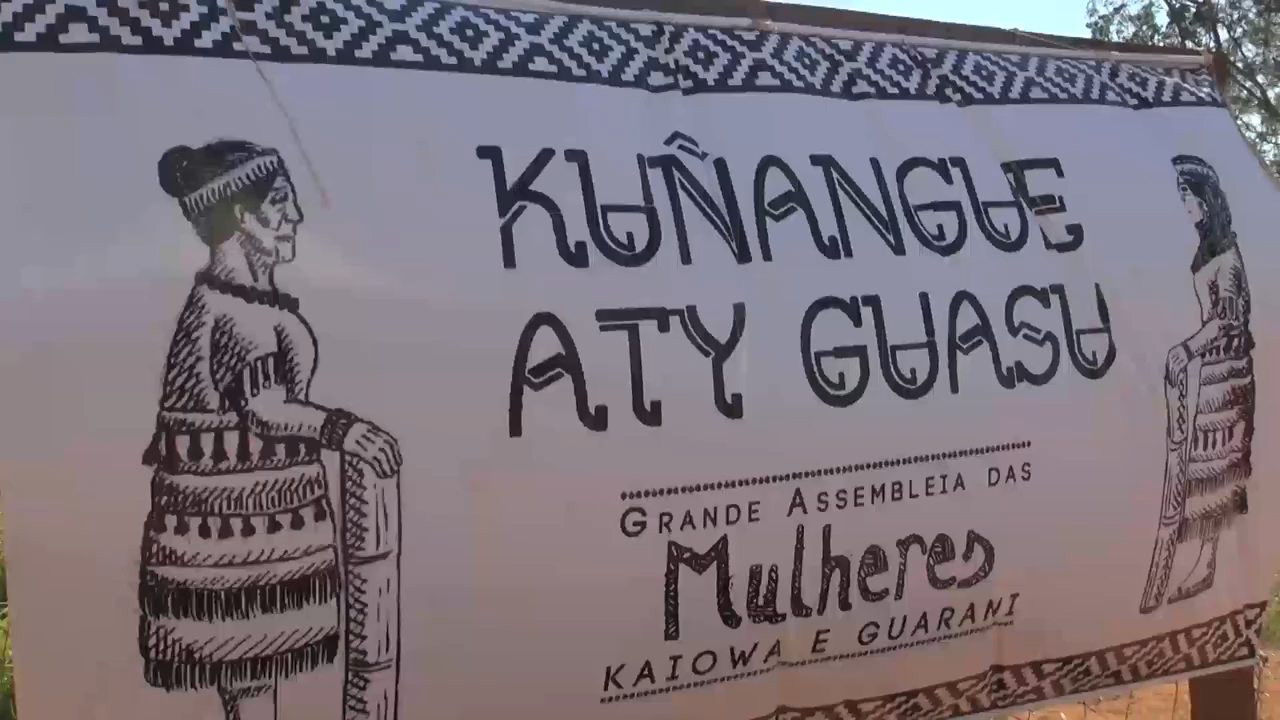 KUÑANGUE
ATY GUASU
GRANDE ASSEMBLEIA DAS
Mulheres
KAIOWA E GUARANI